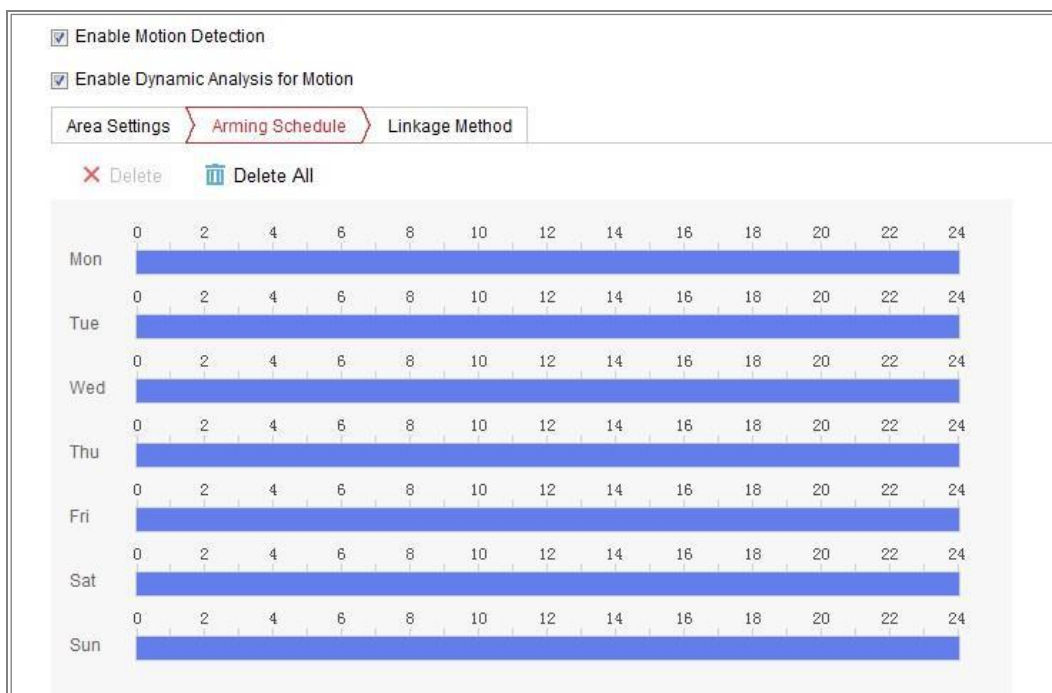 Enable Motion Detection
Enable Dynamic Analysis for Motion
Area Settings Arming Schedule Linkage Method
Delete Delete All
0 2 4 6 8 10 12 14 16 18 20 22 24
Mon
0 2 4 6 8 10 12 14 16 18 20 22 24
Tue
0 2 4 6 8 10 12 14 16 18 20 22 24
Wed
0 2 4 6 8 10 12 14 16 18 20 22 24
Thu
0 2 4 6 8 10 12 14 16 18 20 22 24
Fri
0 2 4 6 8 10 12 14 16 18 20 22 24
Sat
0 2 4 6 8 10 12 14 16 18 20 22 24
Sun